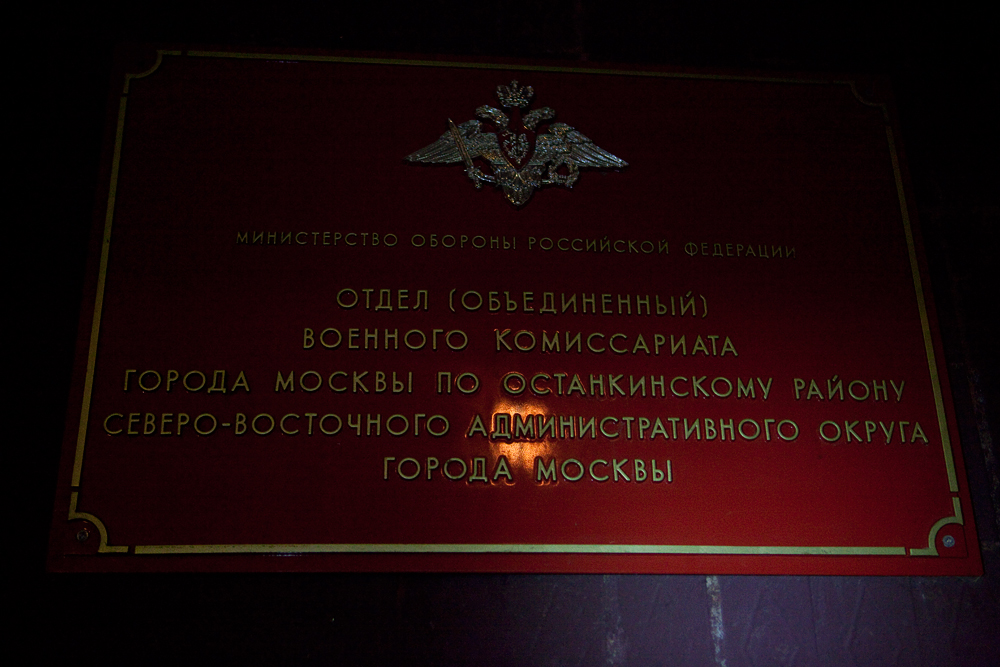 МИНИСТЕРСТВО ОБОРОНЫ РОССИЙСКОЙ ФЕДЕРАЦИИ
ОТДЕЛ (ОБЪЕДИНЕННЫЙ)
ВОЕННОГО КОМИССАРИАТА
ГОРОДА МОСКВЫ ПО ОСТАНКИНСКОМУ РАЙОНУ
СЕВЕРО-ВОСТОЧНОГО АДМИНИСТРАТИВНОГО ОКРУГА
ГОРОДА МОСКВЫ